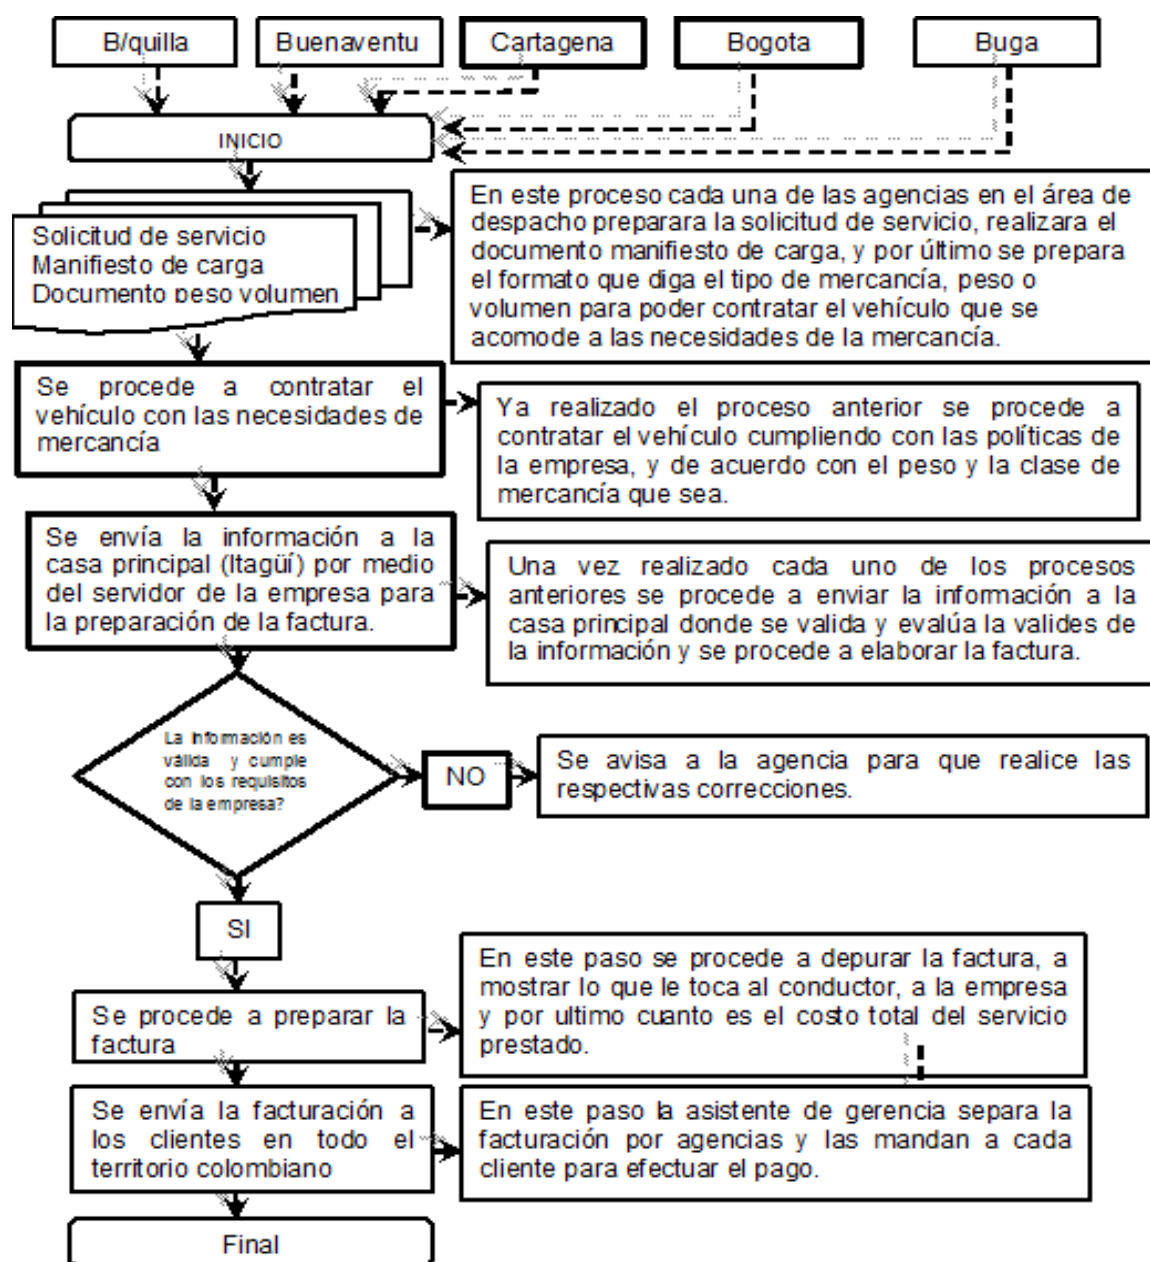 B/quilla
Buenaventu
Cartagena
Bogota
Buga
INICIO
Solicitud de servicio
Manifiesto de carga
Documento peso volumen
En este proceso cada una de las agencias en el área de
despacho preparara la solicitud de servicio, realizara el
documento manifiesto de carga, y por último se prepara
el formato que diga el tipo de mercancía, peso o
volumen para poder contratar el vehículo que se
acomode a las necesidades de la mercancía.
Se procede a contratar el
vehículo con las necesidades de
mercancía
Ya realizado el proceso anterior se procede a
contratar el vehículo cumpliendo con las políticas de
la empresa, y de acuerdo con el peso y la clase de
mercancía que sea.
Se envía la información a la
casa principal (Itagüí) por medio
del servidor de la empresa para
la preparación de la factura.
Una vez realizado cada uno de los procesos
anteriores se procede a enviar la información a la
casa principal donde se valida y evalúa la valides de
la información y se procede a elaborar la factura.
La información es
válida y cumple
con los requisitos
de la empresa?
NO
Se avisa a la agencia para que realice las
respectivas correcciones.
SI
Se procede a preparar la
factura
En este paso se procede a depurar la factura, a
mostrar lo que le toca al conductor, a la empresa
y por ultimo cuanto es el costo total del servicio
prestado.
Se envía la facturación a
los clientes en todo el
territorio colombiano
En este paso la asistente de gerencia separa la
facturación por agencias y las mandan a cada
cliente para efectuar el pago.
Final